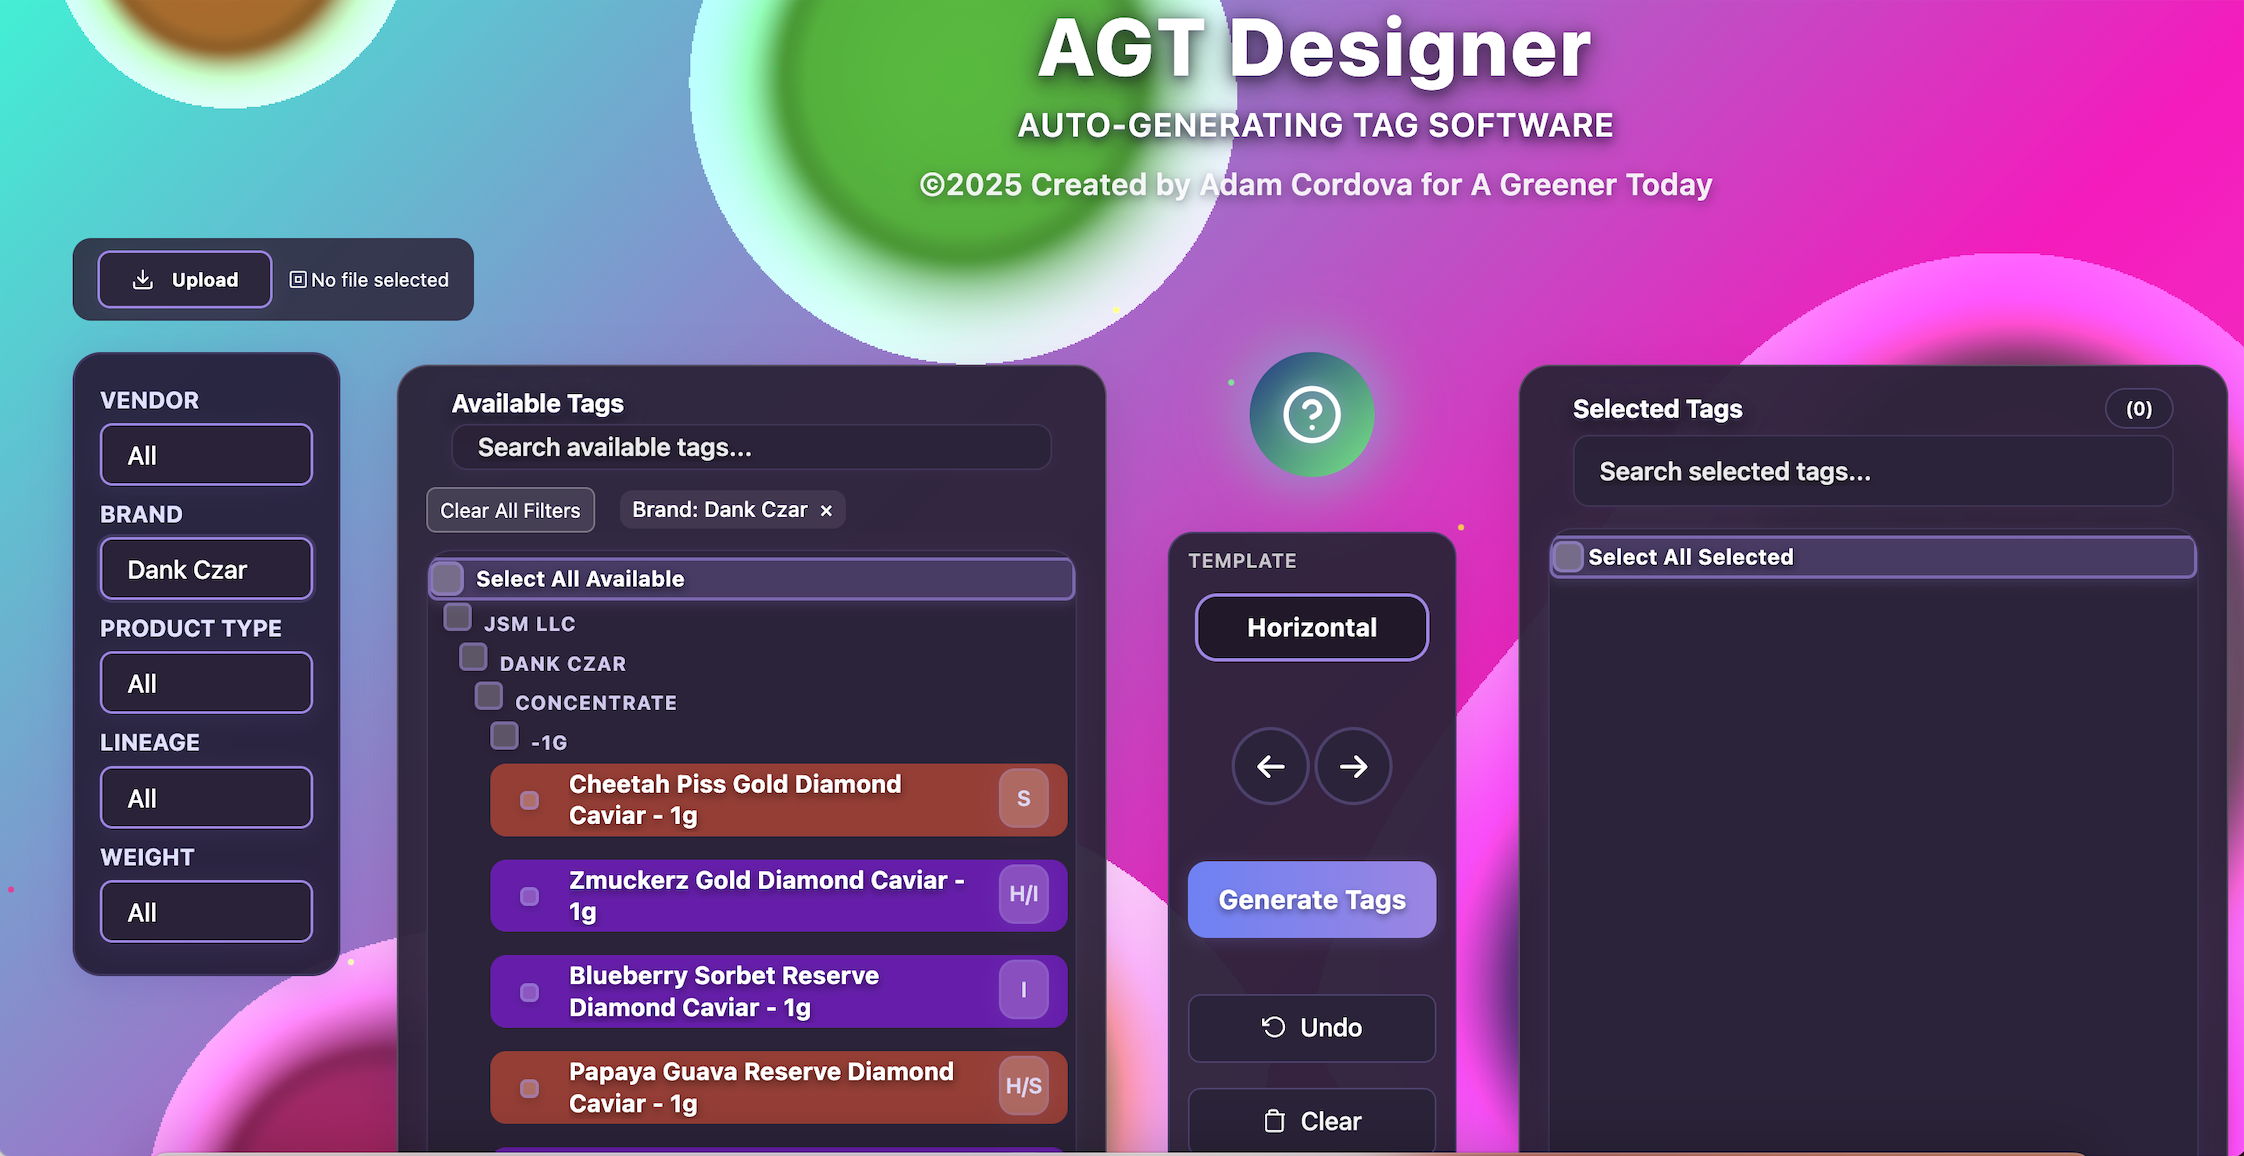 AGT Designer
AUTO-GENERATING TAG SOFTWARE
©2025 Created by Adam Cordova for A Greener Today
Upload
No file selected
VENDOR
All
BRAND
Dank Czar
PRODUCT TYPE
All
LINEAGE
All
WEIGHT
All
Available Tags
Search available tags...
Clear All Filters
Brand: Dank Czar ×
Select All Available
JSM LLC
DANK CZAR
CONCENTRATE
-1G
Cheetah Piss Gold Diamond
Caviar - 1g
S
Zmuckerz Gold Diamond Caviar -
1g
H/I
Blueberry Sorbet Reserve
Diamond Caviar - 1g
I
Papaya Guava Reserve Diamond
Caviar - 1g
H/S
TEMPLATE
Horizontal
Generate Tags
Undo
Clear
Selected Tags
(0)
Search selected tags...
Select All Selected